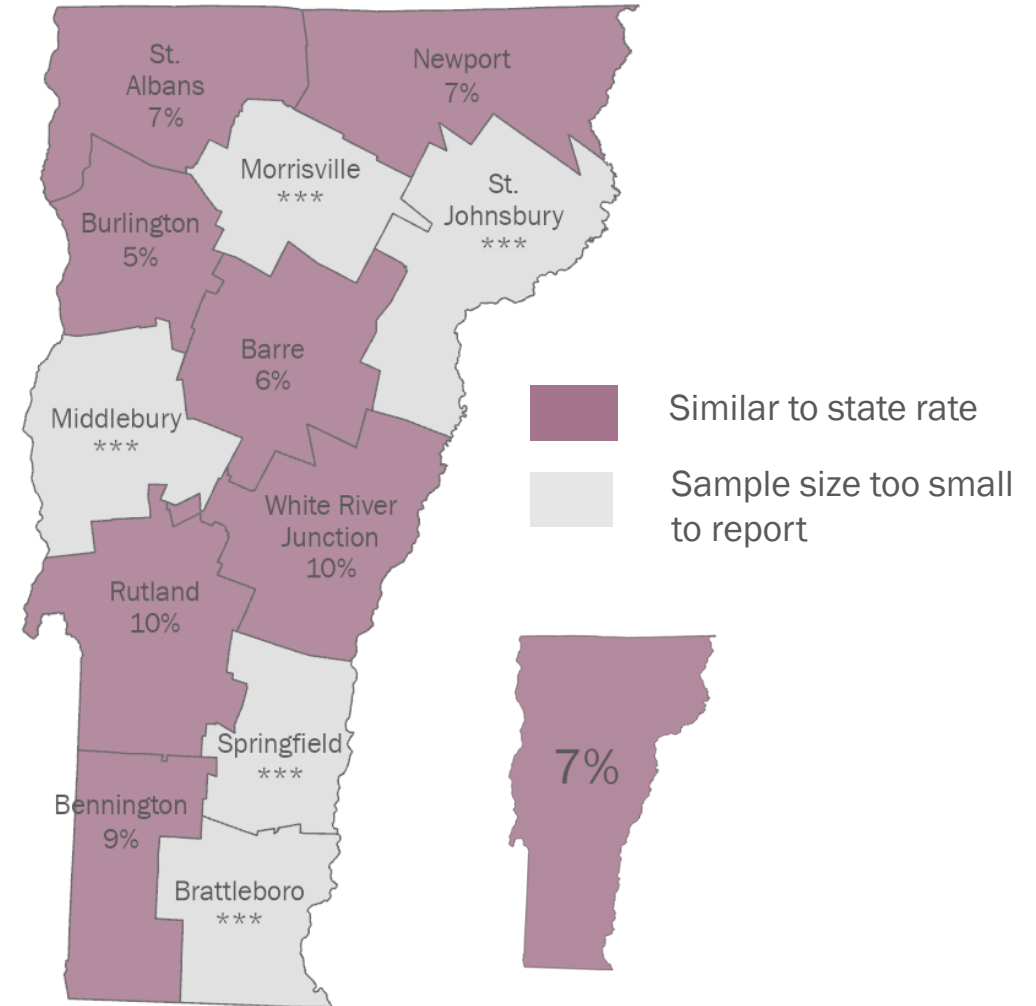 St.
Albans
7%
Newport
7%
Morrisville
***
St.
Johnsbury
***
Burlington
5%
Barre
6%
Middlebury
***
Similar to state rate
Sample size too small
to report
White River
Junction
10%
Rutland
10%
Springfield
***
7%
Bennington
9%
Brattleboro
***